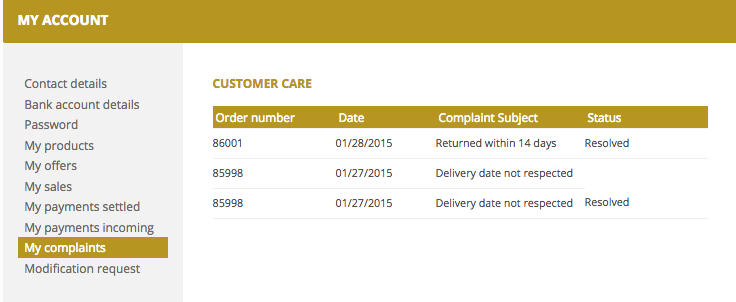 MY ACCOUNT
Contact details
Bank account details
Password
My products
My offers
My sales
My payments settled
My payments incoming
My complaints
Modification request
CUSTOMER CARE
Order number Date Complaint Subject Status
86001 01/28/2015 Returned within 14 days Resolved
85998 01/27/2015 Delivery date not respected
85998 01/27/2015 Delivery date not respected Resolved